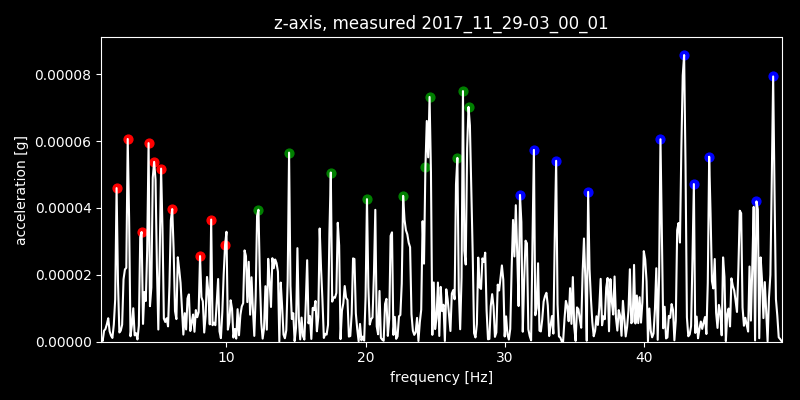 z-axis, measured 2017_11_29-03_00_01
acceleration [g]
0.00008
0.00006
0.00004
0.00002
0.00000
10 20 30 40
frequency [Hz]